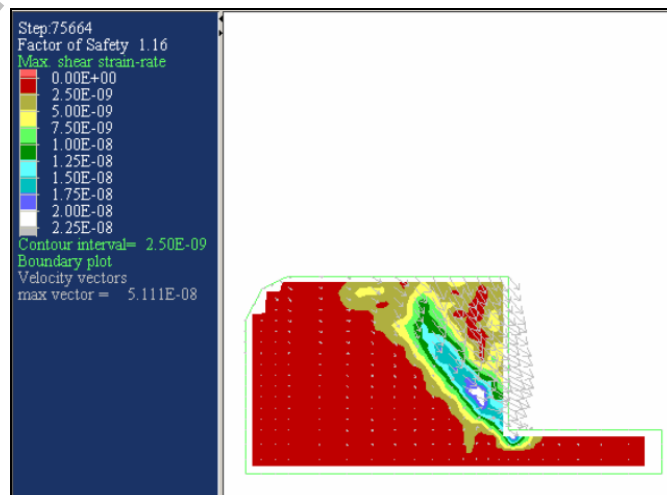 Step:75664
Factor of Safety 1.16
Max. shear strain-rate
0.00E+00
2.50E-09
5.00E-09
7.50E-09
1.00E-08
1.25E-08
1.50E-08
1.75E-08
2.00E-08
2.25E-08
Contour interval= 2.50E-09
Boundary plot
Velocity vectors
max vector = 5.111E-08